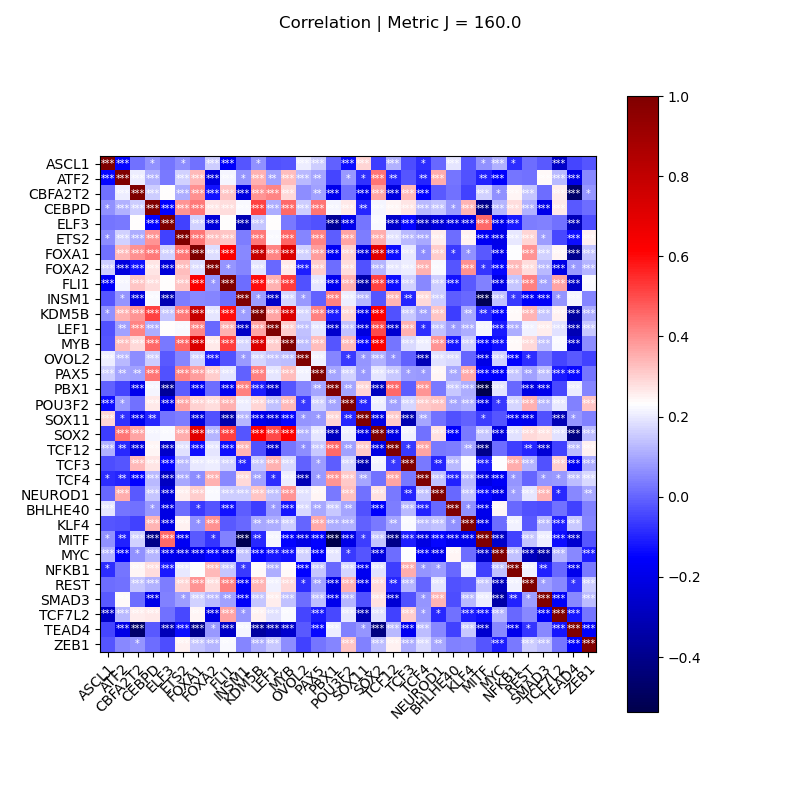 Correlation | Metric J = 160.0
ASCL1
ATF2
CBFA2T2
CEBPD
ELF3
ETS2
FOXA1
FOXA2
FLI1
INSM1
KDM5B
LEF1
MYB
OVOL2
PAX5
PBX1
POU3F2
SOX11
SOX2
TCF12
TCF3
TCF4
NEUROD1
BHLHE40
KLF4
MITF
MYC
NFKB1
REST
SMAD3
TCF7L2
TEAD4
ZEB1
ASCL1
ATF2
CBFA2T2
CEBPD
ELF3
ETS2
FOXA1
FOXA2
FLI1
INSM1
KDM5B
LEF1
MYB
OVOL2
PAX5
PBX1
POU3F2
SOX11
SOX2
TCF12
TCF3
TCF4
NEUROD1
BHLHE40
KLF4
MITF
MYC
NFKB1
REST
SMAD3
TCF7L2
TEAD4
ZEB1
1.0
0.8
0.6
0.4
0.2
0.0
−0.2
−0.4